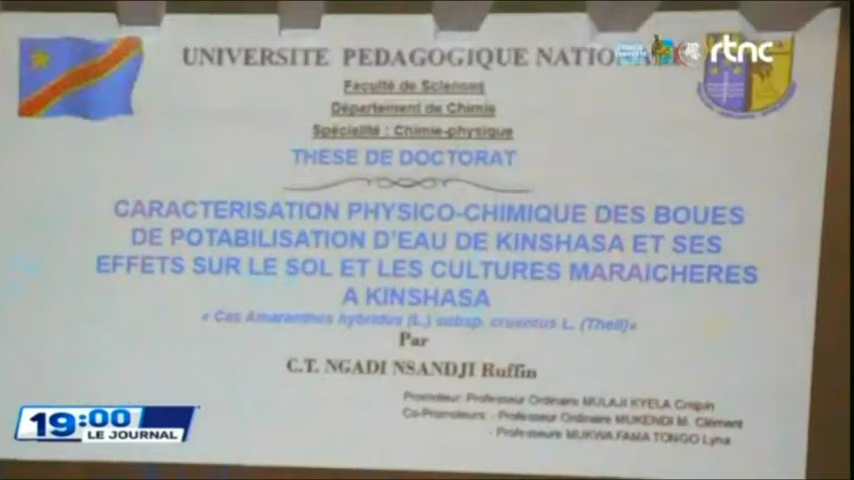 UNIVERSITE PEDAGOGIQUE
rtnc
Faculté de Sciences
Département de Chimie
Spécialité : Chimie-physique
THESE DE DOCTORAT
CARACTERISATION PHYSICO-CHIMIQUE DES BOUES
DE POTABILISATION D'EAU DE KINSHASA ET SES
EFFETS SUR LE SOL ET LES CULTURES MARAICHERES
A KINSHASA
« Cas Amaranthus hybridus (L.) subsp. cruentus L. (Thell)»
Par
C.T. NGADI NSANDJI Ruffin
Promoteur: Professeur Ordinaire MULAJI KYELA Crispin
Co-Promoteurs: - Professeur Ordinaire MUKENDI M. Clément
- Professeure MUKWA FAMA TONGO Lyna
19:00
LE JOURNAL